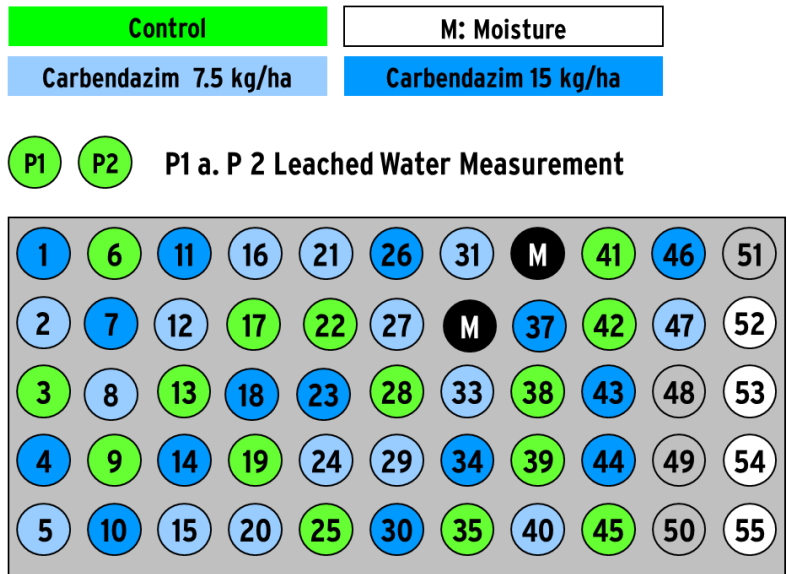 Control M: Moisture
Carbendazim 7.5 kg/ha Carbendazim 15 kg/ha
P1 P2 P1 a. P 2 Leached Water Measurement
1 6 11 16 21 26 31 M 41 46 51
2 7 12 17 22 27 M 37 42 47 52
3 8 13 18 23 28 33 38 43 48 53
4 9 14 19 24 29 34 39 44 49 54
5 10 15 20 25 30 35 40 45 50 55